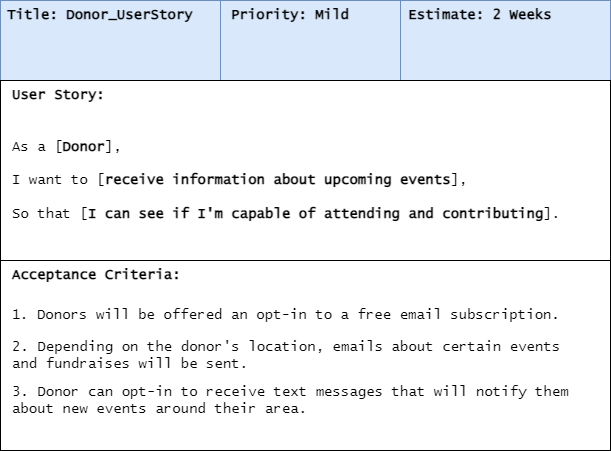 Title: Donor_UserStory
Priority: Mild
Estimate: 2 Weeks
User Story:
As a [Donor],
I want to [receive information about upcoming events],
So that [I can see if I'm capable of attending and contributing].
Acceptance Criteria:
1. Donors will be offered an opt-in to a free email subscription.
2. Depending on the donor's location, emails about certain events
and fundraises will be sent.
3. Donor can opt-in to receive text messages that will notify them
about new events around their area.